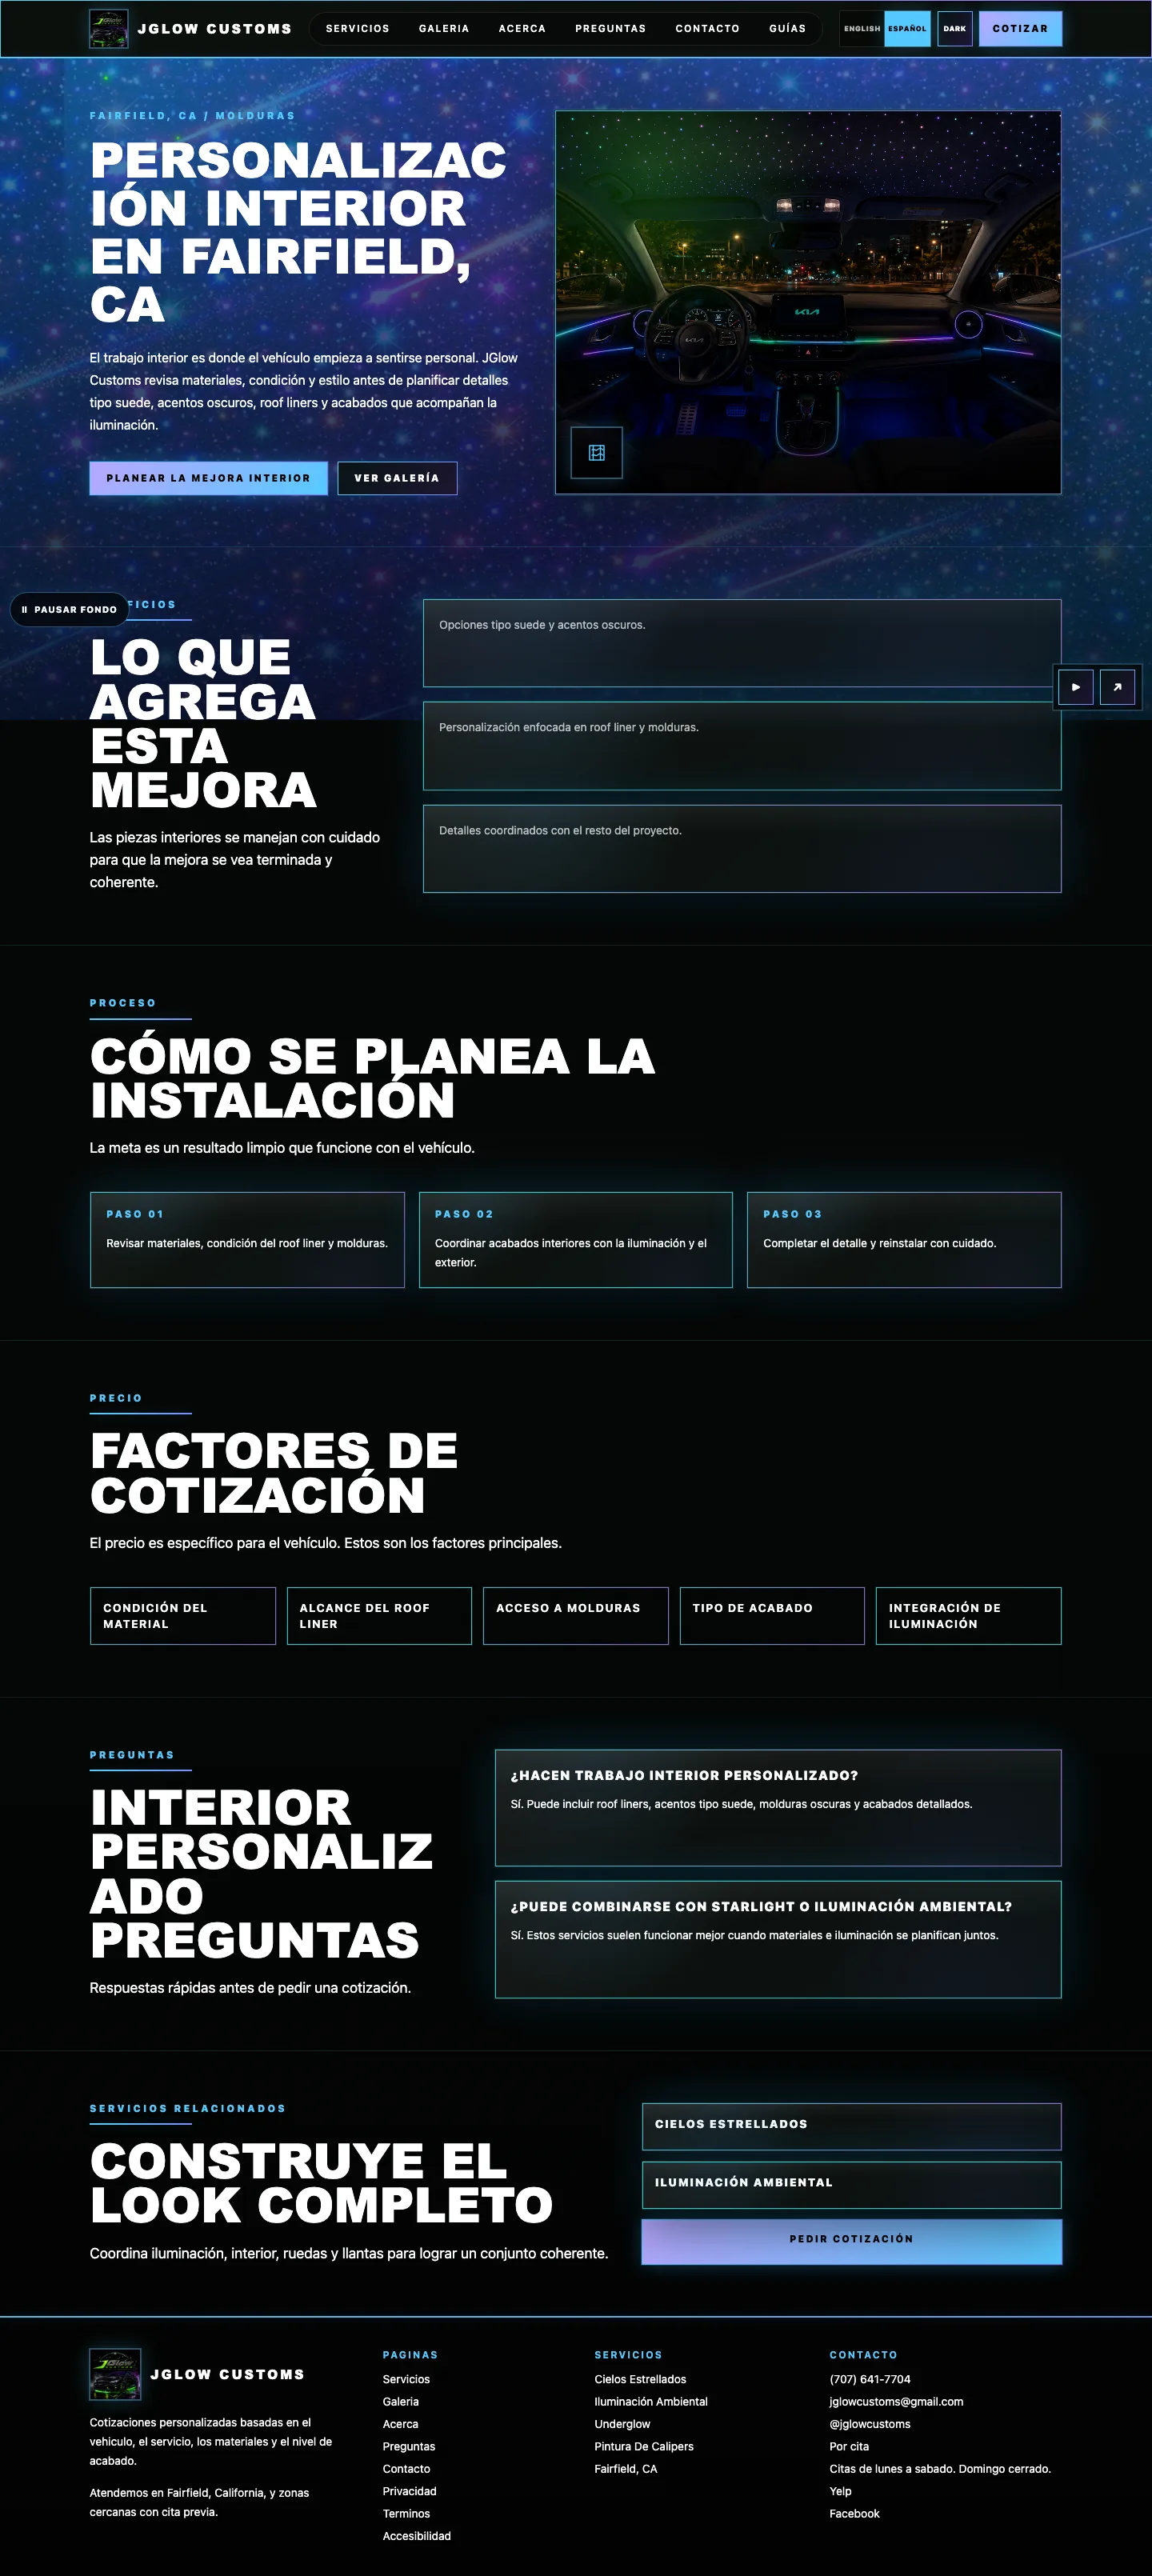 JGLOW CUSTOMS
SERVICIOS
GALERIA
ACERCA
PREGUNTAS
CONTACTO
GUÍAS
ENGLISH
ESPAÑOL
DARK
COTIZAR
FAIRFIELD, CA / MOLDURAS
PERSONALIZAC
IÓN INTERIOR
EN FAIRFIELD,
CA
El trabajo interior es donde el vehículo empieza a sentirse personal. JGlow
Customs revisa materiales, condición y estilo antes de planificar detalles
tipo suede, acentos oscuros, roof liners y acabados que acompañan la
iluminación.
PLANEAR LA MEJORA INTERIOR
VER GALERÍA
PAUSAR FONDO
FICIOS
LO QUE
AGREGA
ESTA
MEJORA
Las piezas interiores se manejan con cuidado
para que la mejora se vea terminada y
coherente.
Opciones tipo suede y acentos oscuros.
Personalización enfocada en roof liner y molduras.
Detalles coordinados con el resto del proyecto.
PROCESO
CÓMO SE PLANEA LA
INSTALACIÓN
La meta es un resultado limpio que funcione con el vehículo.
PASO 01
Revisar materiales, condición del roof liner y molduras.
PASO 02
Coordinar acabados interiores con la iluminación y el
exterior.
PASO 03
Completar el detalle y reinstalar con cuidado.
PRECIO
FACTORES DE
COTIZACIÓN
El precio es específico para el vehículo. Estos son los factores principales.
CONDICIÓN DEL
MATERIAL
ALCANCE DEL ROOF
LINER
ACCESO A MOLDURAS
TIPO DE ACABADO
INTEGRACIÓN DE
ILUMINACIÓN
PREGUNTAS
INTERIOR
PERSONALIZ
ADO
PREGUNTAS
Respuestas rápidas antes de pedir una cotización.
¿HACEN TRABAJO INTERIOR PERSONALIZADO?
Sí. Puede incluir roof liners, acentos tipo suede, molduras oscuras y acabados detallados.
¿PUEDE COMBINARSE CON STARLIGHT O ILUMINACIÓN AMBIENTAL?
Sí. Estos servicios suelen funcionar mejor cuando materiales e iluminación se planifican juntos.
SERVICIOS RELACIONADOS
CONSTRUYE EL
LOOK COMPLETO
Coordina iluminación, interior, ruedas y llantas para lograr un conjunto coherente.
CIELOS ESTRELLADOS
ILUMINACIÓN AMBIENTAL
PEDIR COTIZACIÓN
JGLOW CUSTOMS
Cotizaciones personalizadas basadas en el
vehiculo, el servicio, los materiales y el nivel de
acabado.
Atendemos en Fairfield, California, y zonas
cercanas con cita previa.
PAGINAS
Servicios
Galeria
Acerca
Preguntas
Contacto
Privacidad
Terminos
Accesibilidad
SERVICIOS
Cielos Estrellados
Iluminación Ambiental
Underglow
Pintura De Calipers
Fairfield, CA
CONTACTO
(707) 641-7704
jglowcustoms@gmail.com
@jglowcustoms
Por cita
Citas de lunes a sabado. Domingo cerrado.
Yelp
Facebook